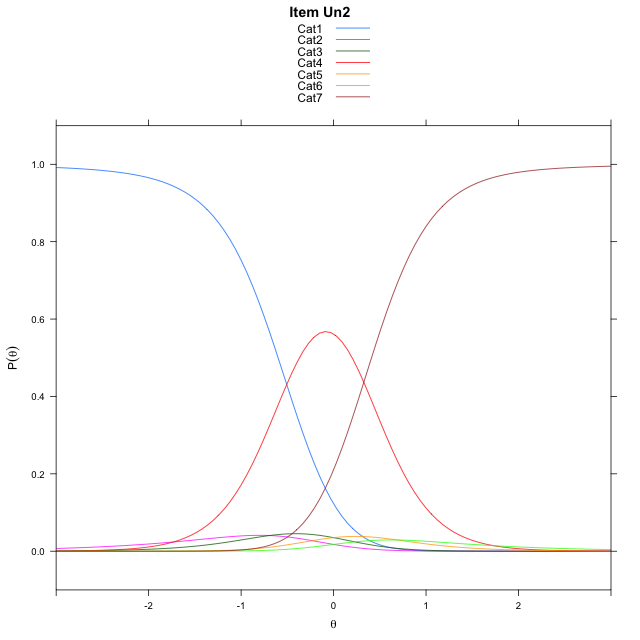 Item Un2
Cat1
Cat2
Cat3
Cat4
Cat5
Cat6
Cat7
1.0
0.8
0.6
0.4
0.2
0.0
P(θ)
-2 -1 0 1 2
θ